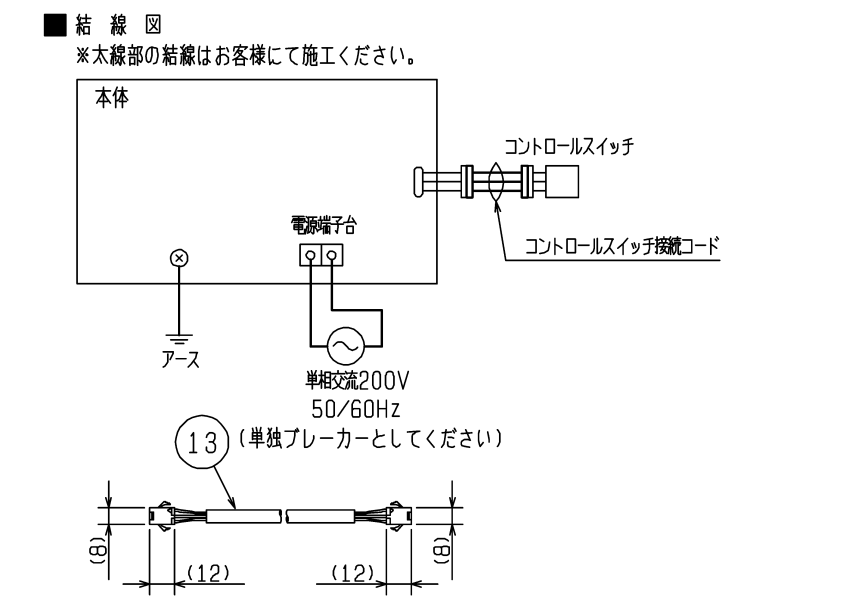 ■結線図
※太線部の結線はお客様にて施工ください。
本体
コントロールスイッチ
電源端子台
コントロールスイッチ接続コード
アース
単相交流200V
50/60Hz
(単独ブレーカーとしてください)
13
(8)
(12)
(12)
(8)